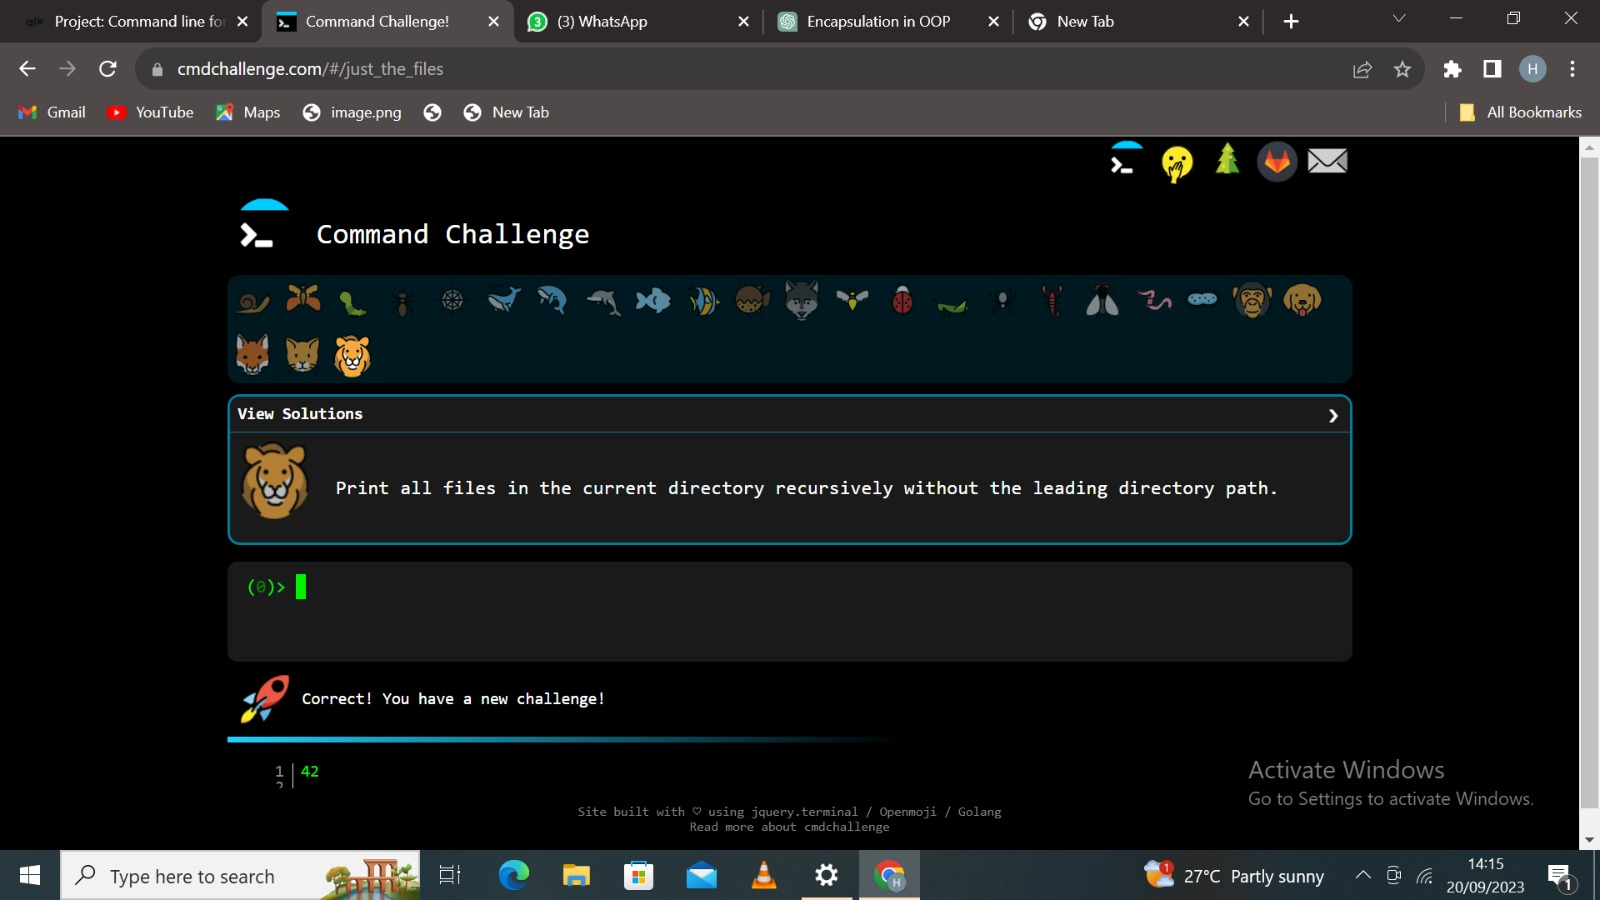 Project: Command line fo
Command Challenge!
(3) WhatsApp
Encapsulation in OOP
New Tab
cmdchallenge.com/#/just_the_files
H
Gmail
YouTube
Maps
image.png
New Tab
All Bookmarks
Command Challenge
View Solutions
Print all files in the current directory recursively without the leading directory path.
(0)>
Correct! You have a new challenge!
1 42
2
Activate Windows
Go to Settings to activate Windows.
Site built with ♡ using jquery.terminal / Openmoji / Golang
Read more about cmdchallenge
Type here to search
H
1
27°C Partly sunny
14:15
20/09/2023
1